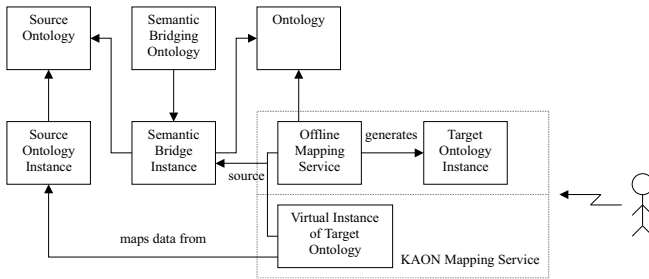 Source
Ontology
Semantic
Bridging
Ontology
Ontology
Source
Ontology
Instance
Semantic
Bridge
Instance
Offline
Mapping
Service
generates
Target
Ontology
Instance
source
Virtual Instance
of Target
Ontology
maps data from
KAON Mapping Service